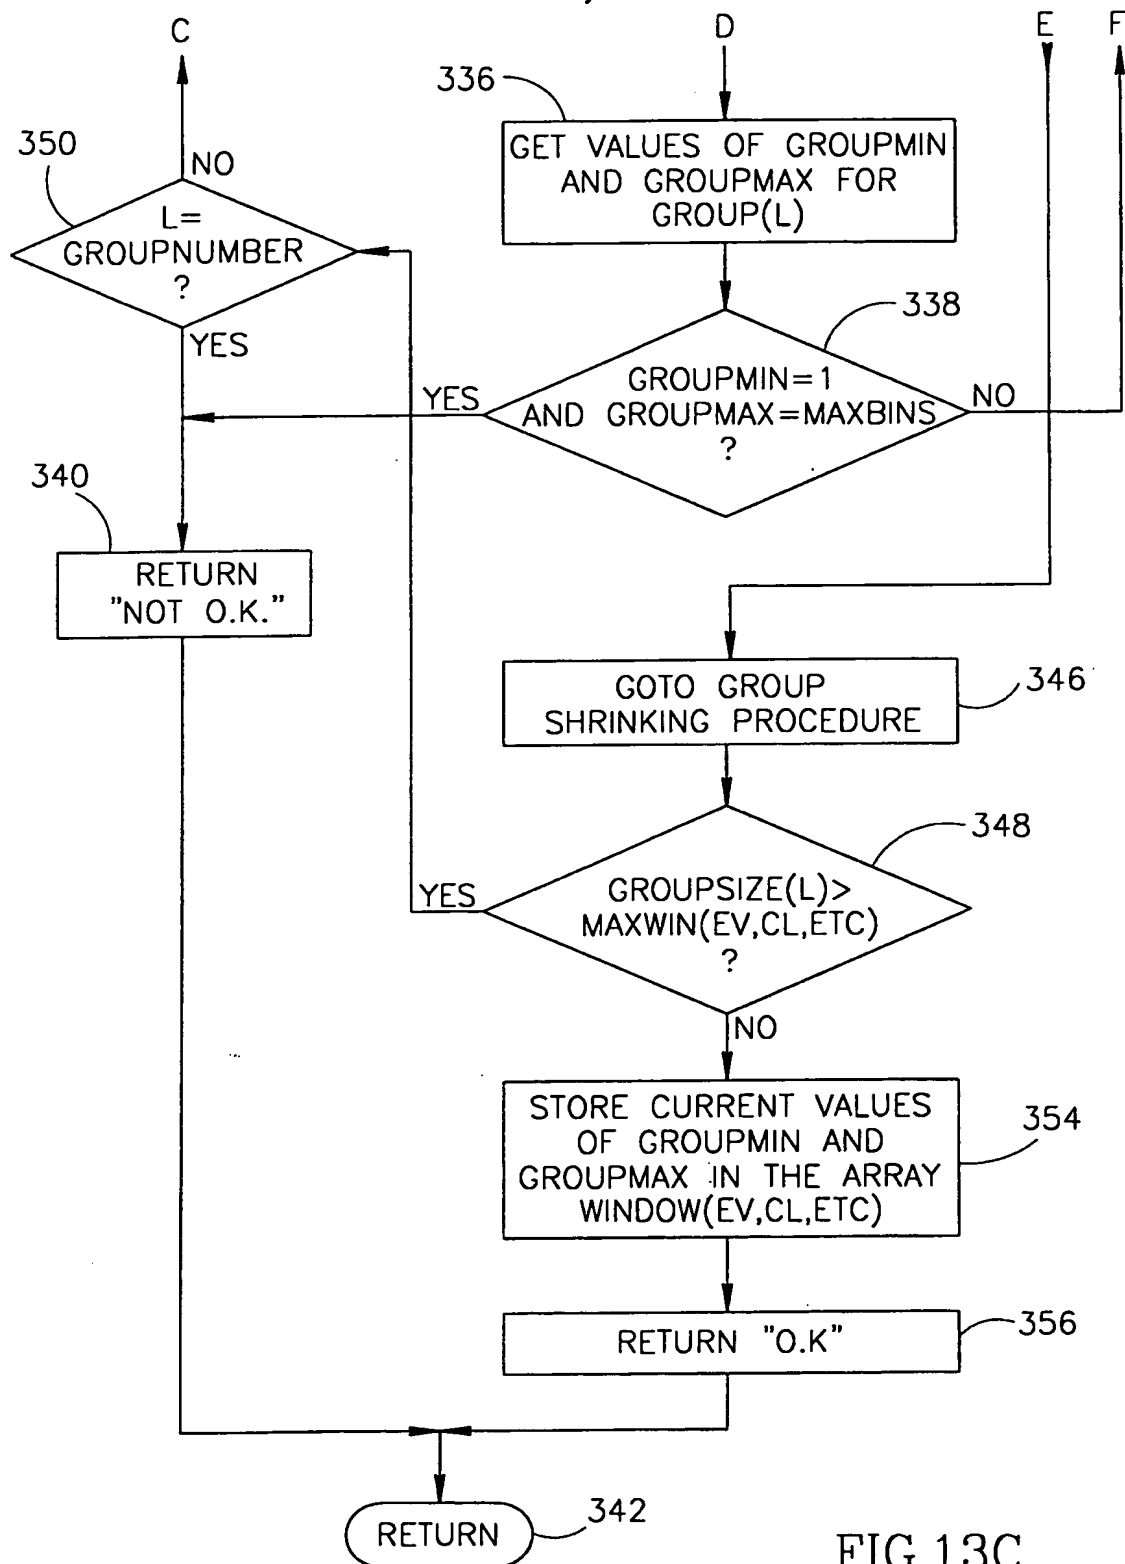 C
D
E
F
336
GET VALUES OF GROUPMIN
AND GROUPMAX FOR
GROUP(L)
350
NO
L=
GROUPNUMBER
?
YES
338
GROUPMIN=1
AND GROUPMAX=MAXBINS
?
YES
NO
340
RETURN
"NOT O.K."
GOTO GROUP
SHRINKING PROCEDURE
346
348
GROUPSIZE(L)>
MAXWIN(EV,CL,ETC)
?
YES
NO
STORE CURRENT VALUES
OF GROUPMIN AND
GROUPMAX IN THE ARRAY
WINDOW(EV,CL,ETC)
354
RETURN "O.K"
356
RETURN
342
FIG.13C